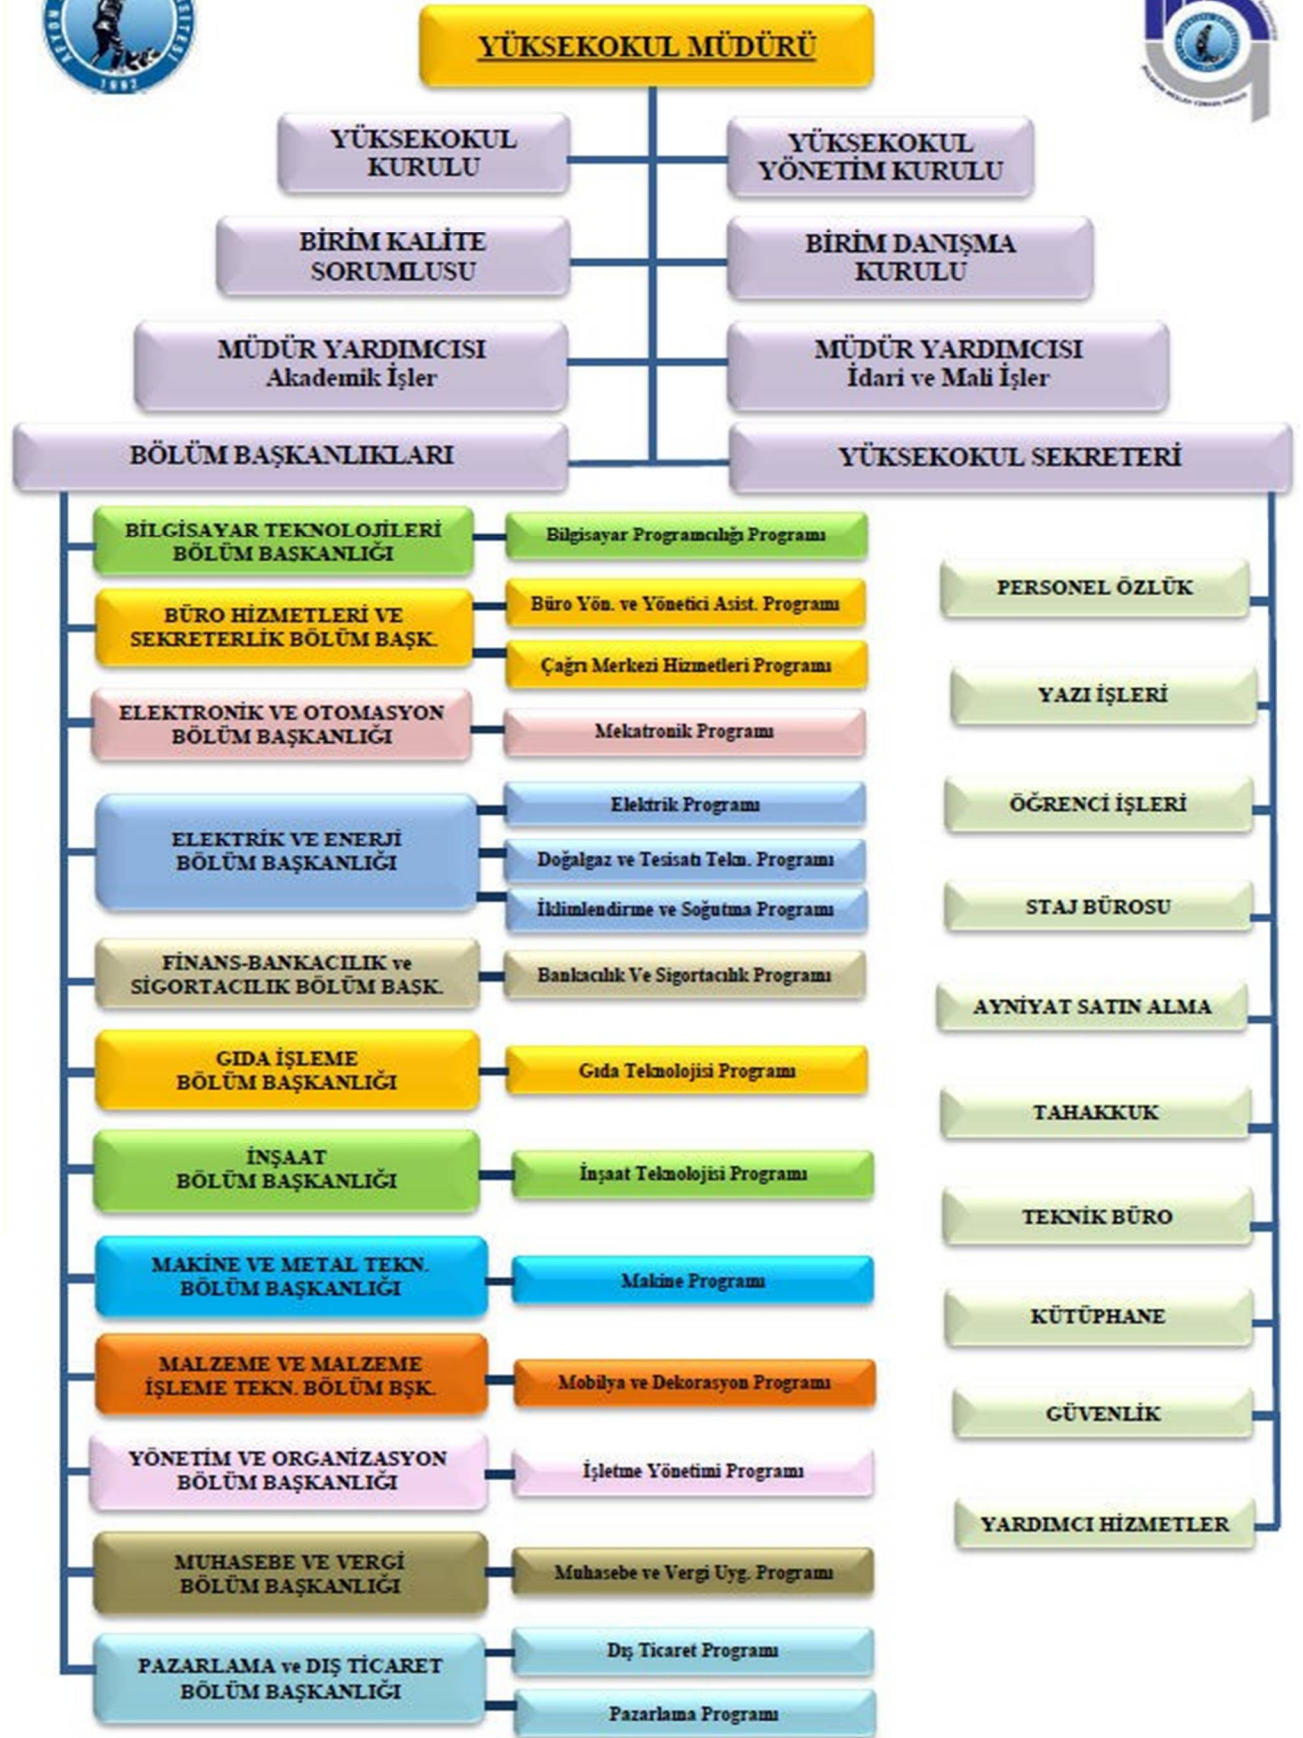 YÜKSEKOKUL MÜDÜRÜ
YÜKSEKOKUL
KURULU
YÜKSEKOKUL
YÖNETİM KURULU
BİRİM KALİTE
SORUMLUSU
BİRİM DANIŞMA
KURULU
MÜDÜR YARDIMCISI
Akademik İşler
MÜDÜR YARDIMCISI
İdari ve Mali İşler
BÖLÜM BAŞKANLIKLARI
YÜKSEKOKUL SEKRETERİ
BİLGİSAYAR TEKNOLOJİLERİ
BÖLÜM BAŞKANLIĞI
Bilgisayar Programcılığı Programı
BÜRO HİZMETLERİ VE
SEKRETERLİK BÖLÜM BAŞK.
Büro Yön. ve Yönetici Asist. Programı
Çağrı Merkezi Hizmetleri Programı
ELEKTRONİK VE OTOMASYON
BÖLÜM BAŞKANLIĞI
Mekatronik Programı
ELEKTRİK VE ENERJİ
BÖLÜM BAŞKANLIĞI
Elektrik Programı
Doğalgaz ve Tesisatı Tekn. Programı
İklimlendirme ve Soğutma Programı
FİNANS-BANKACILIK ve
SİGORTACILIK BÖLÜM BAŞK.
Bankacılık Ve Sigortacılık Programı
GIDA İŞLEME
BÖLÜM BAŞKANLIĞI
Gıda Teknolojisi Programı
İNŞAAT
BÖLÜM BAŞKANLIĞI
İnşaat Teknolojisi Programı
MAKİNE VE METAL TEKN.
BÖLÜM BAŞKANLIĞI
Makine Programı
MALZEME VE MALZEME
İŞLEME TEKN. BÖLÜM BŞK.
Mobilya ve Dekorasyon Programı
YÖNETİM VE ORGANİZASYON
BÖLÜM BAŞKANLIĞI
İşletme Yönetimi Programı
MUHASEBE VE VERGİ
BÖLÜM BAŞKANLIĞI
Muhasebe ve Vergi Uyg. Programı
PAZARLAMA ve DIŞ TİCARET
BÖLÜM BAŞKANLIĞI
Dış Ticaret Programı
Pazarlama Programı
PERSONEL ÖZLÜK
YAZI İŞLERİ
ÖĞRENCİ İŞLERİ
STAJ BÜROSU
AYNİYAT SATIN ALMA
TAHAKKUK
TEKNİK BÜRO
KÜTÜPHANE
GÜVENLİK
YARDIMCI HİZMETLER
1992